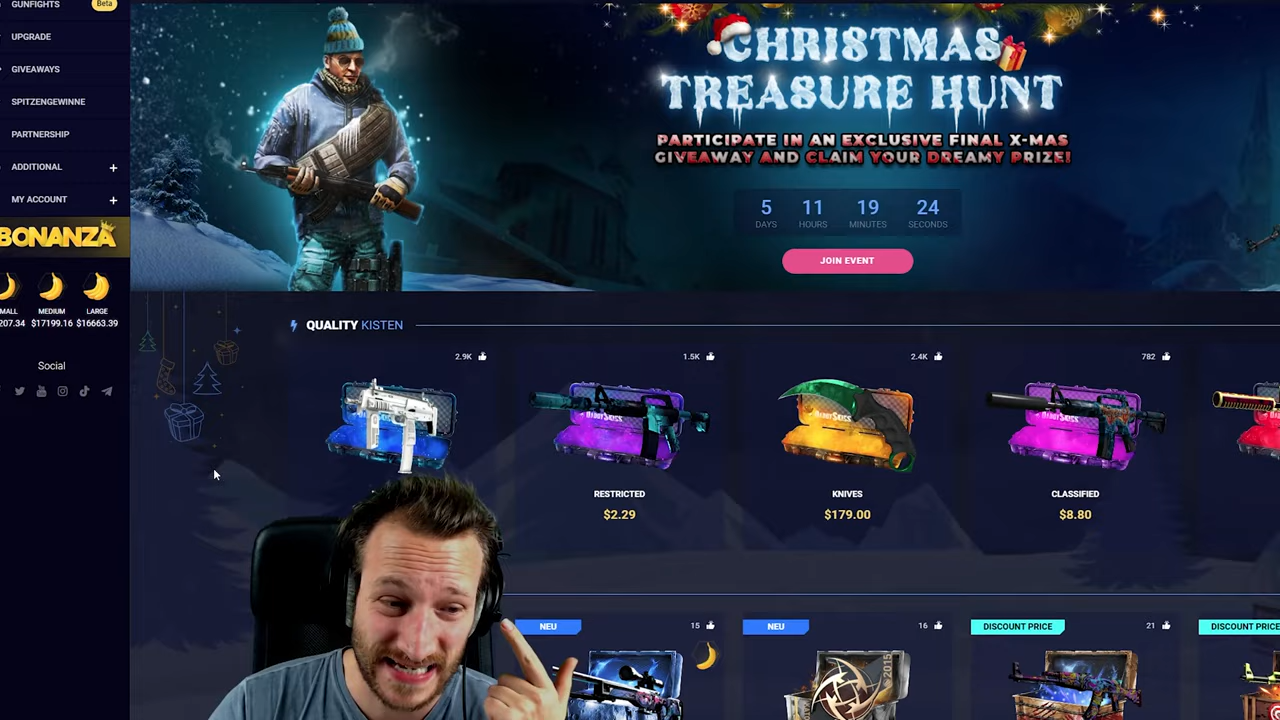 GUNFIGHTS
Beta
UPGRADE
GIVEAWAYS
SPITZENGEWINNE
PARTNERSHIP
ADDITIONAL +
MY ACCOUNT +
BONANZA
MEDIUM LARGE
207.34 $17199.16 $16663.39
Social
CHRISTMAS
TREASURE HUNT
PARTICIPATE IN AN EXCLUSIVE FINAL X-MAS
GIVEAWAY AND CLAIM YOUR DREAMY PRIZE!
5 11 19 24
DAYS HOURS MINUTES SECONDS
JOIN EVENT
QUALITY KISTEN
2.9K
1.5K
2.4K
782
RESTRICTED
$2.29
KNIVES
$179.00
CLASSIFIED
$8.80
NEU
15
NEU
16
DISCOUNT PRICE
21
DISCOUNT PRICE
2015